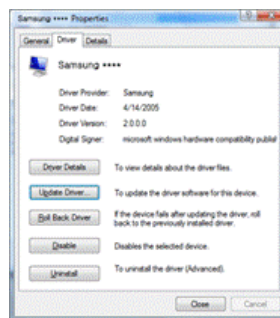 Samsung **** Properties
General Driver Details
Samsung ****
Driver Provider: Samsung
Driver Date: 4/14/2005
Driver Version: 2.0.0.0
Digital Signer: microsoft windows hardware compatibility publisl
Driver Details To view details about the driver files.
Update Driver... To update the driver software for this device.
Roll Back Driver If the device fails after updating the driver, roll
back to the previously installed driver.
Disable Disables the selected device.
Uninstall To uninstall the driver (Advanced).
Close Cancel